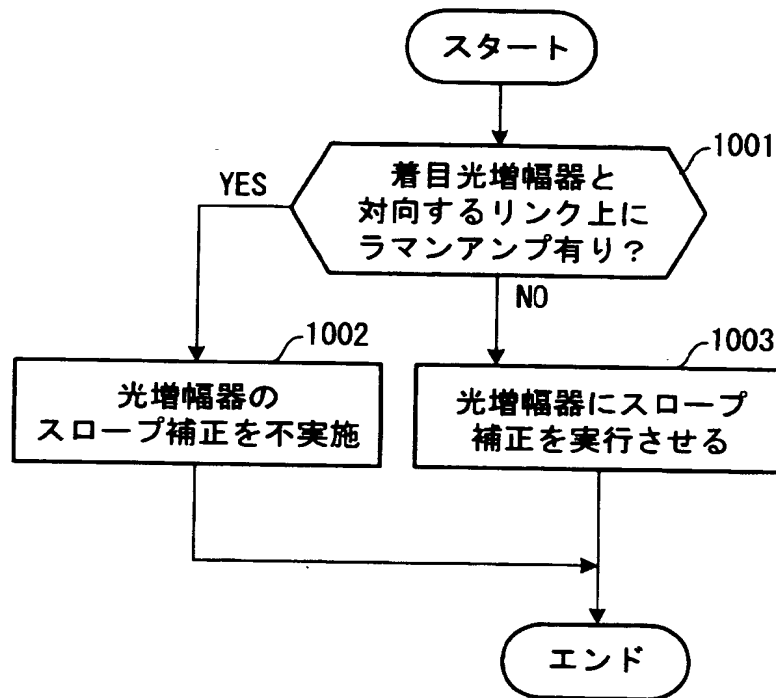 スタート
1001
着目光増幅器と
対向するリンク上に
ラマンアンプ有り？
YES
NO
1002
光増幅器の
スロープ補正を不実施
1003
光増幅器にスロープ
補正を実行させる
エンド